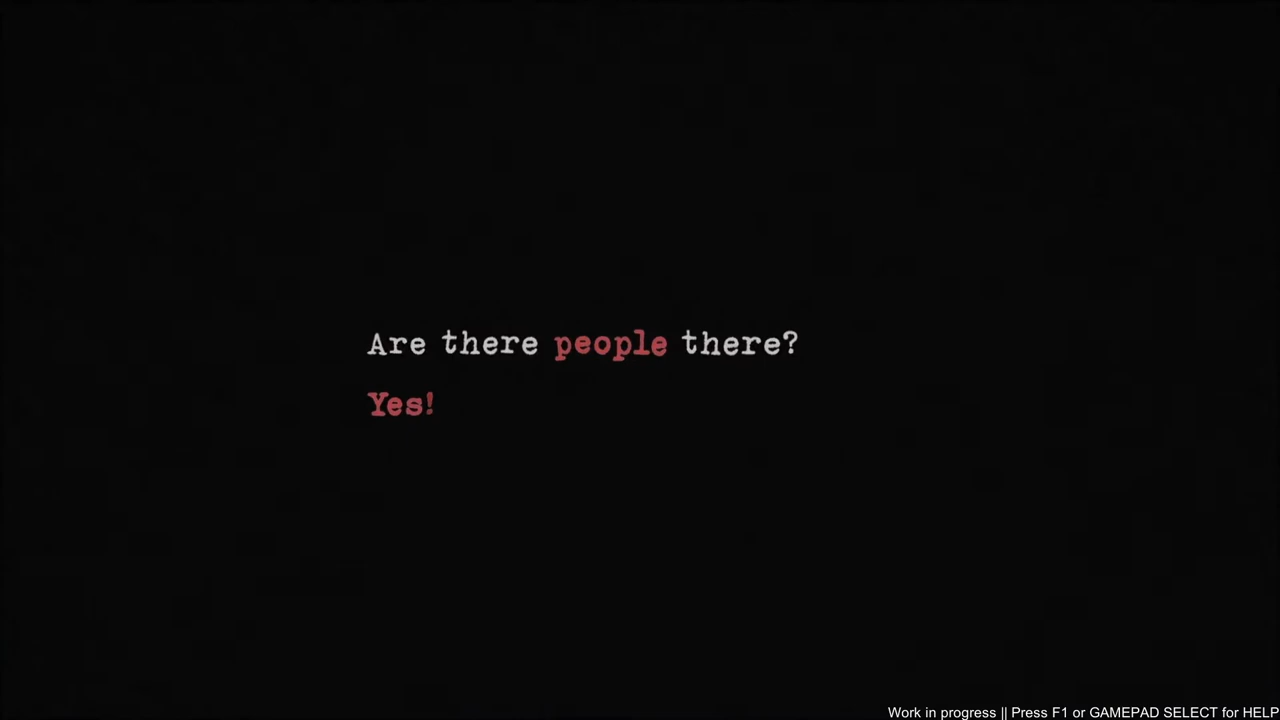 Are there people there?
Yes!
Work in progress || Press F1 or GAMEPAD SELECT for HELP